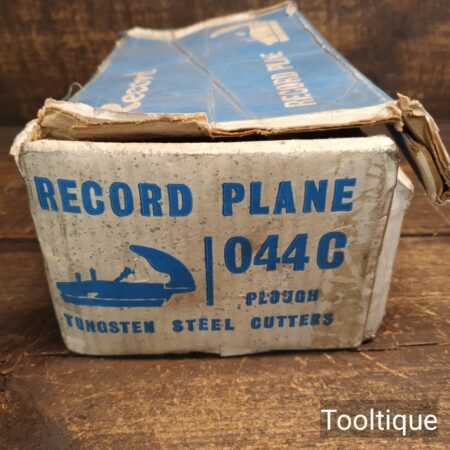 Record
RECORD PLANE
RECORD PLANE
044C
PLOUGH
TUNGSTEN STEEL CUTTERS
Tooltique